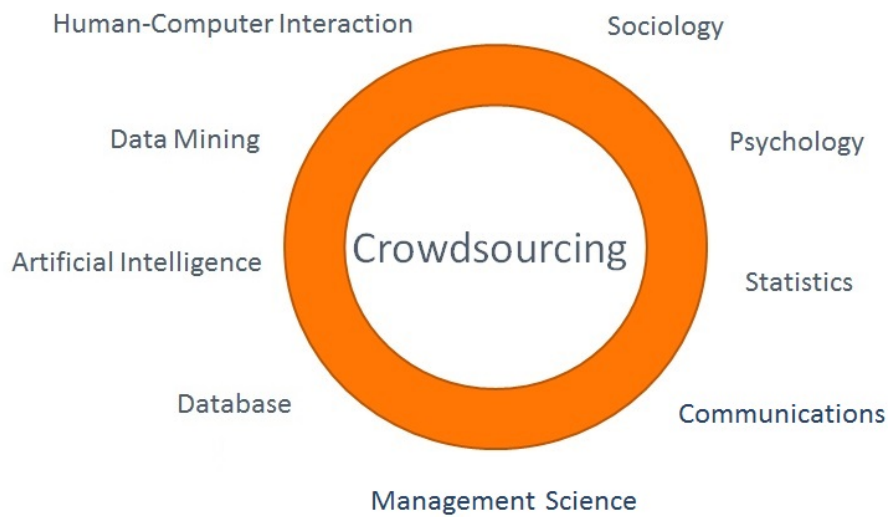 Human-Computer Interaction
Sociology
Data Mining
Psychology
Crowdsourcing
Artificial Intelligence
Statistics
Database
Communications
Management Science